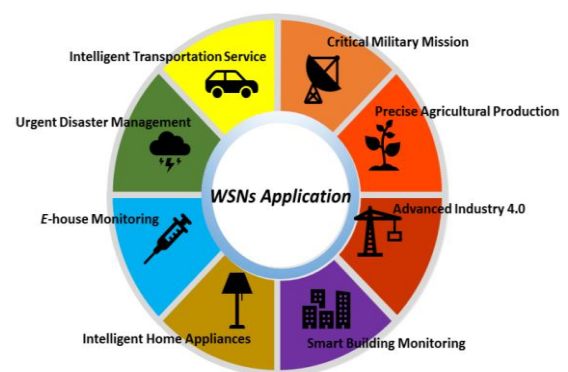 Intelligent Transportation Service
Critical Military Mission
Urgent Disaster Management
Precise Agricultural Production
WSNs Application
E-house Monitoring
Advanced Industry 4.0
Intelligent Home Appliances
Smart Building Monitoring